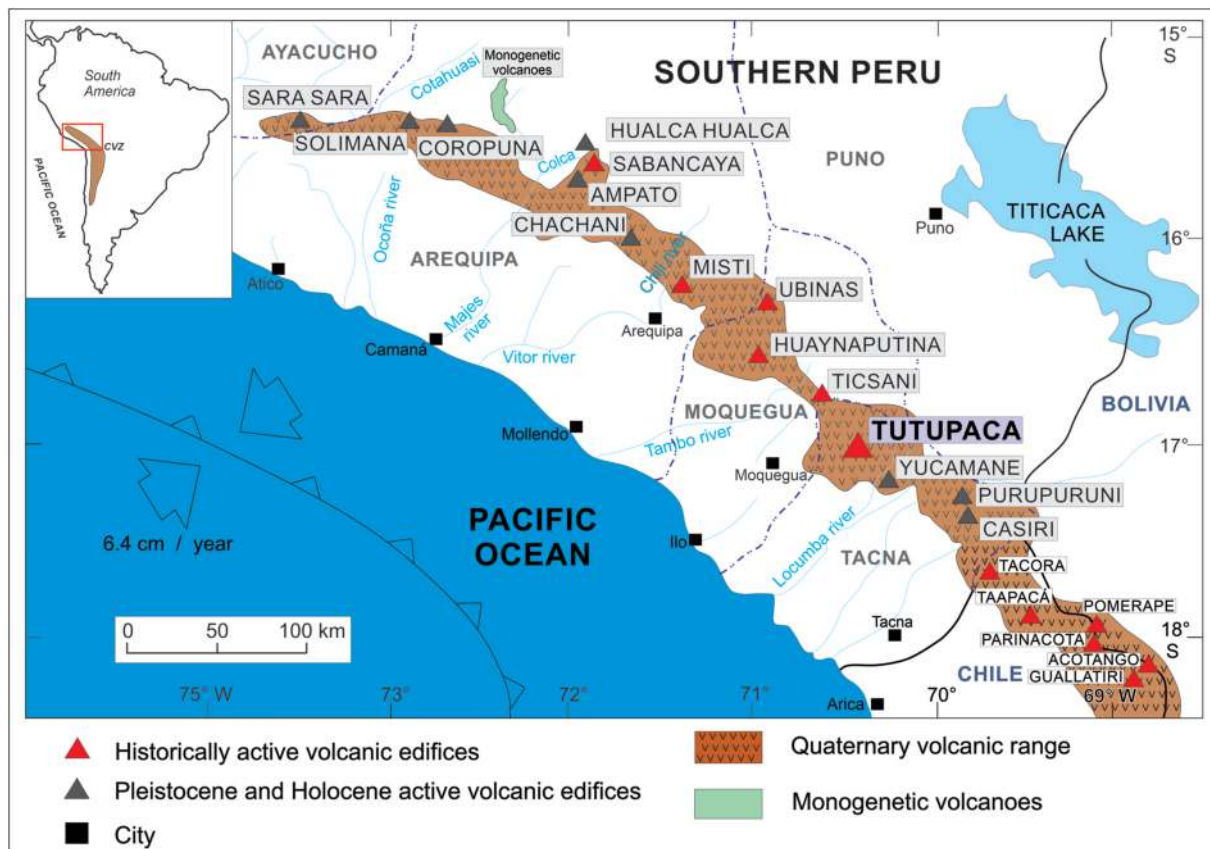 South
America
CVZ
PACIFIC OCEAN
AYACUCHO
Cotahuasi
Monogenetic
volcanoes
SOUTHERN PERU
15°
S
SARA SARA
SOLIMANA
COROPUNA
HUALCA HUALCA
Colca
SABANCAYA
AMPATO
PUNO
Puno
TITICACA
LAKE
CHACHANI
Ocoña river
AREQUIPA
Chili river
16°
MISTI
UBINAS
Atico
Majes
river
Arequipa
Camaná
Vitor river
HUAYNAPUTINA
TICSANI
MOQUEGUA
BOLIVIA
TUTUPACA
17°
Mollendo
Tambo river
Moquegua
YUCAMANE
PURUPURUNI
CASIRI
6.4 cm / year
PACIFIC
OCEAN
Ilo
Locumba river
TACNA
TACORA
TAAPACÁ
POMERAPE
PARINACOTA
18°
S
ACOTANGO
GUALLATIRI
Tacna
CHILE
0 50 100 km
75° W
73°
72°
71°
70°
69° W
Arica
Historically active volcanic edifices
Pleistocene and Holocene active volcanic edifices
City
Quaternary volcanic range
Monogenetic volcanoes